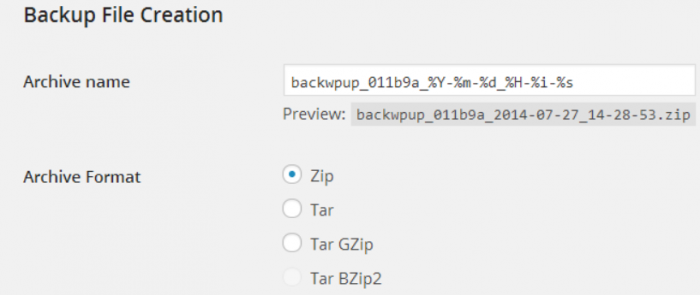 Backup File Creation
Archive name
backwpup_011b9a_%Y-%m-%d_%H-%i-%s
Preview: backwpup_011b9a_2014-07-27_14-28-53.zip
Archive Format
Zip
Tar
Tar GZip
Tar BZip2